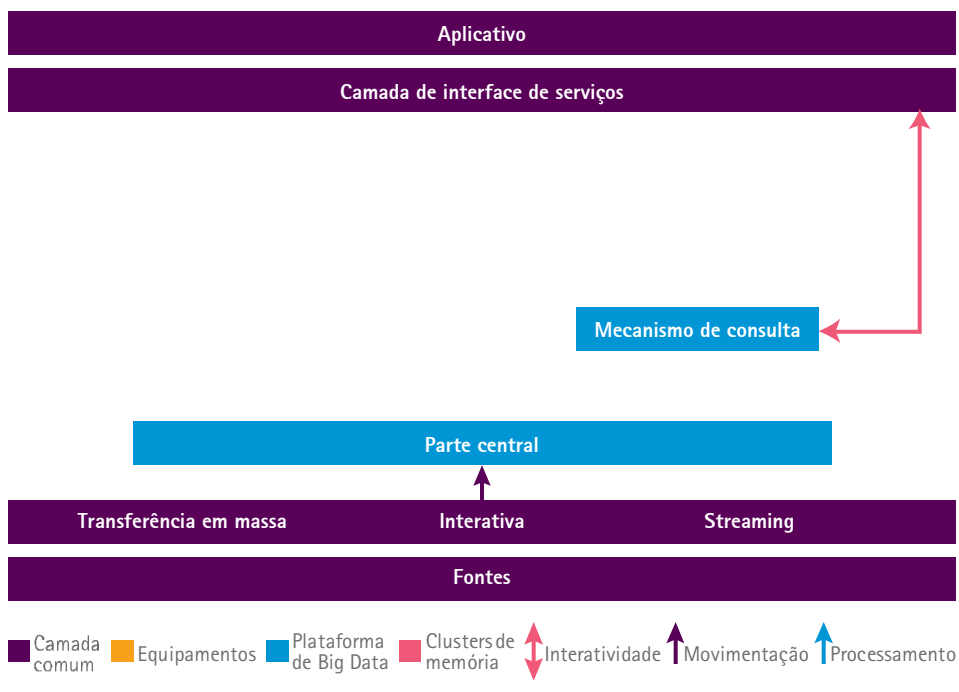 Aplicativo
Camada de interface de serviços
Mecanismo de consulta
Parte central
Transferência em massa Interativa Streaming
Fontes
Camada comum
Equipamentos
Plataforma de Big Data
Clusters de memória
Interatividade
Movimentação
Processamento